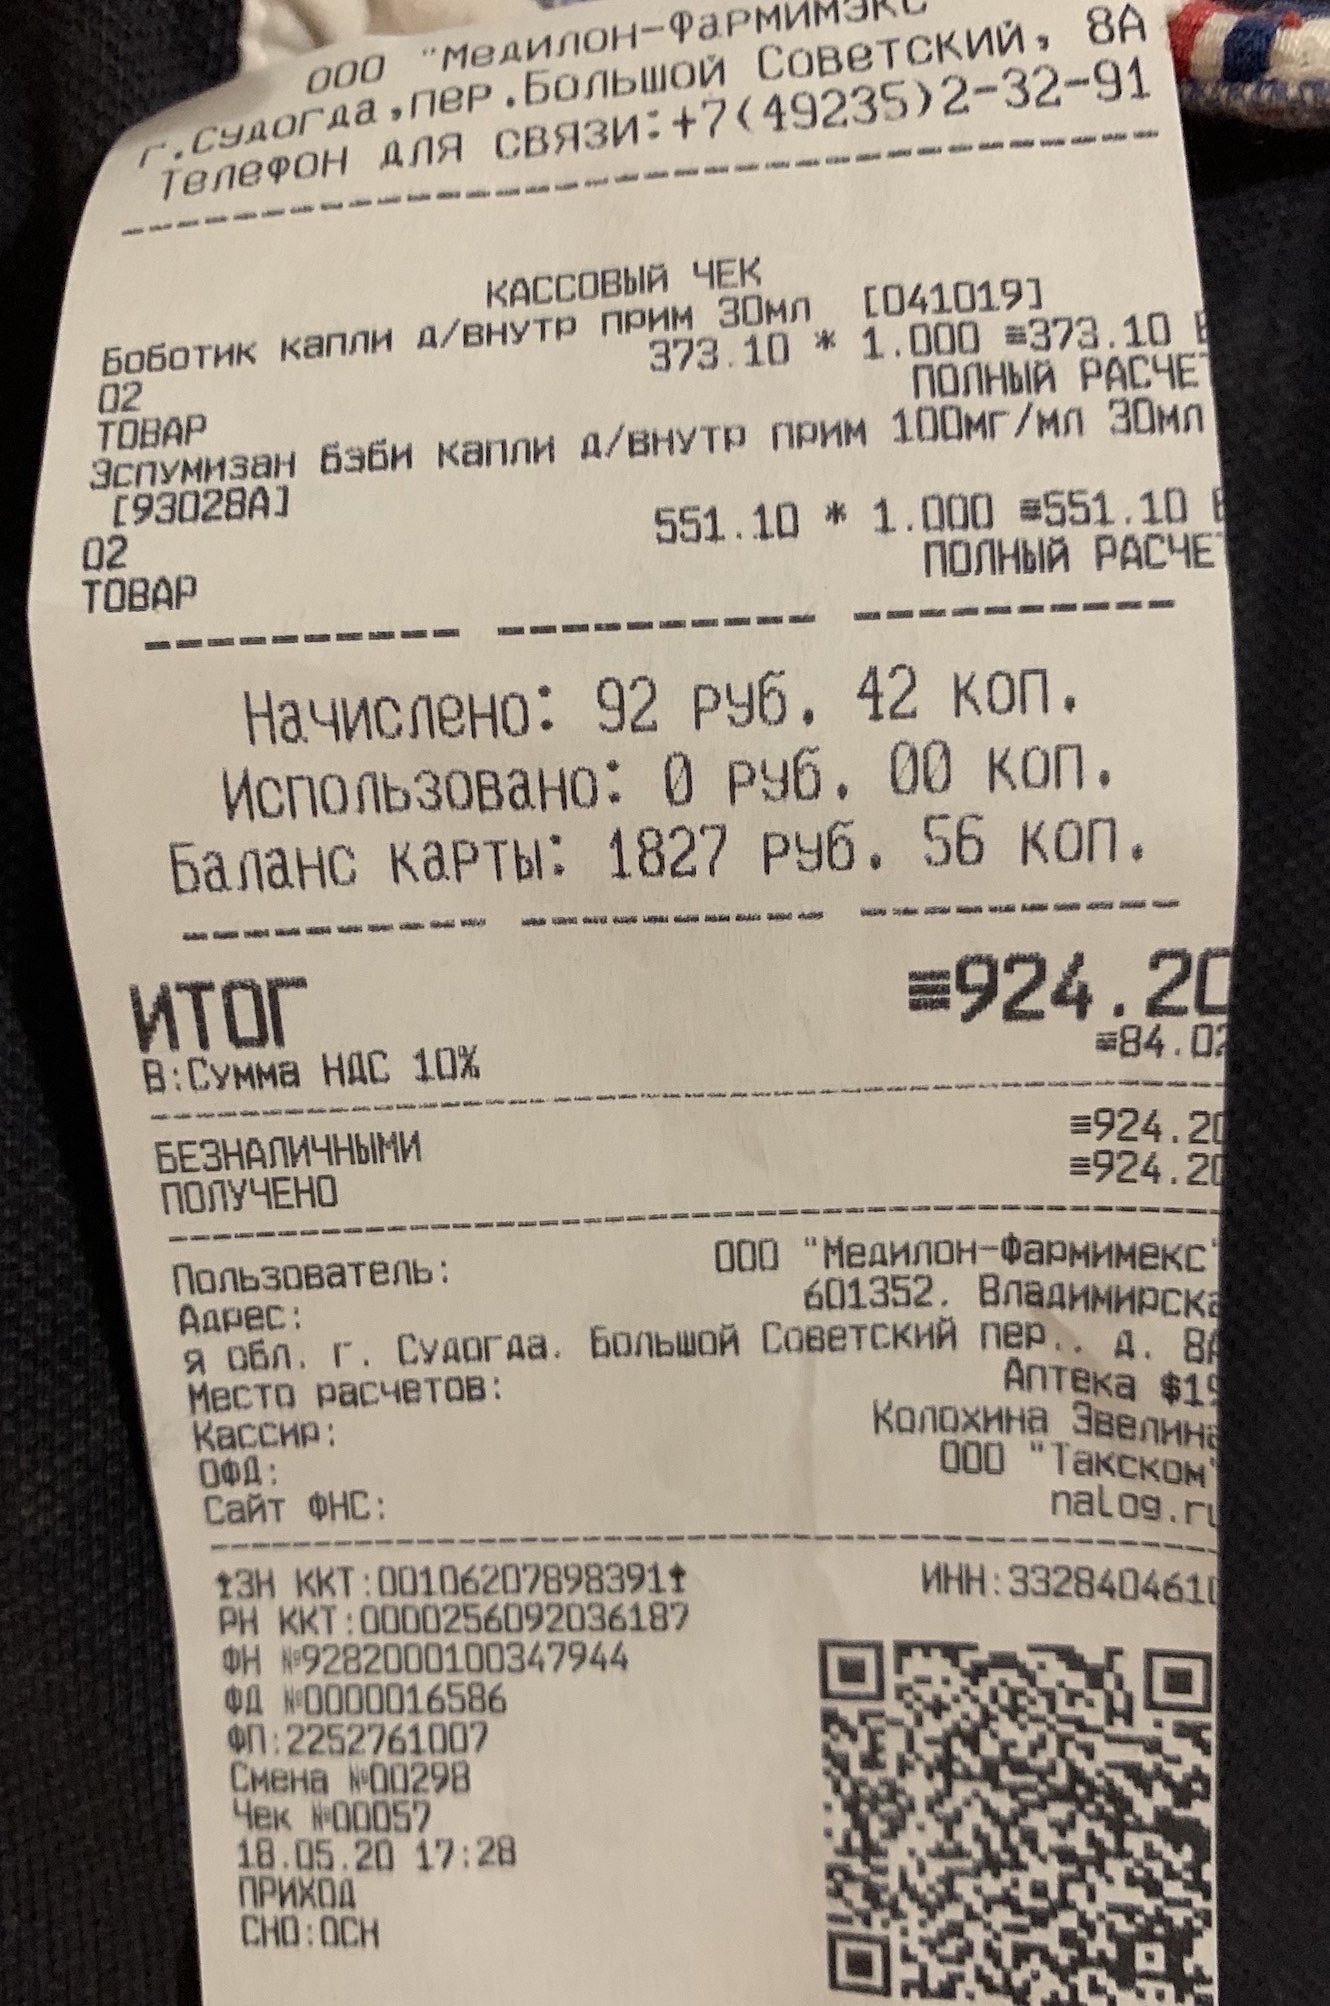 ООО "Медилон-Фармимэкс
г.Судогда,пер.Большой Советский, 8А
Телефон для связи:+7(49235)2-32-91
КАССОВЫЙ ЧЕК
Боботик капли д/внутр прим 30мл [041019]
373.10 * 1.000 ≡373.10 В
02
ПОЛНЫЙ РАСЧЕТ
ТОВАР
Эспумизан бэби капли д/внутр прим 100мг/мл 30мл
[93028A]
551.10 * 1.000 ≡551.10 В
02
ПОЛНЫЙ РАСЧЕТ
ТОВАР
Начислено: 92 руб. 42 коп.
Использовано: 0 руб. 00 коп.
Баланс карты: 1827 руб. 56 коп.
ИТОГ ≡924.20
В:Сумма НДС 10% ≡84.02
БЕЗНАЛИЧНЫМИ ≡924.20
ПОЛУЧЕНО ≡924.20
Пользователь: ООО "Медилон-Фармимекс"
Адрес: 601352. Владимирска
я обл. г. Судогда. Большой Советский пер.. д. 8А
Место расчетов: Аптека $19
Кассир: Колохина Эвелина
ОФД: ООО "Такском"
Сайт ФНС: nalog.ru
ЗН ККТ:00106207898391 ИНН:3328404610
РН ККТ:0000256092036187
ФН №9282000100347944
ФД №0000016586
ФП:2252761007
Смена №00298
Чек №00057
18.05.20 17:28
ПРИХОД
СНО:ОСН